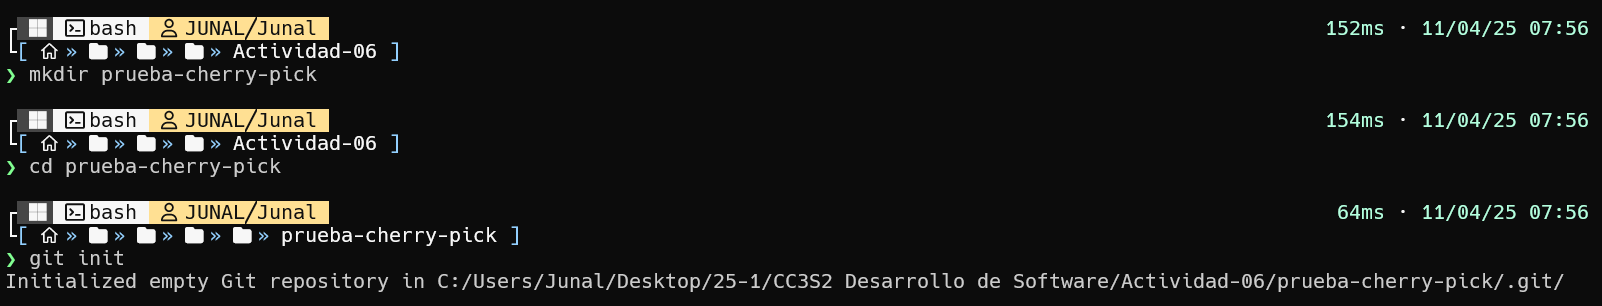 bash JUNAL/Junal 152ms · 11/04/25 07:56
[ » » » » Actividad-06 ]
❯ mkdir prueba-cherry-pick
bash JUNAL/Junal 154ms · 11/04/25 07:56
[ » » » » Actividad-06 ]
❯ cd prueba-cherry-pick
bash JUNAL/Junal 64ms · 11/04/25 07:56
[ » » » » » prueba-cherry-pick ]
❯ git init
Initialized empty Git repository in C:/Users/Junal/Desktop/25-1/CC3S2 Desarrollo de Software/Actividad-06/prueba-cherry-pick/.git/